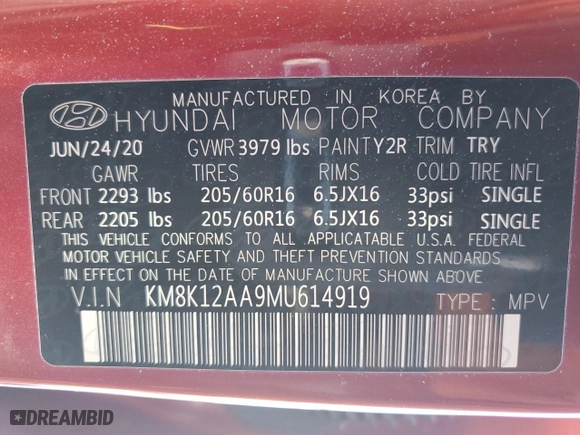 MANUFACTURED IN KOREA BY
HYUNDAI MOTOR COMPANY
JUN/24/20 GVWR 3979 lbs PAINT Y2R TRIM TRY
GAWR TIRES RIMS COLD TIRE INFL
FRONT 2293 lbs 205/60R16 6.5JX16 33psi SINGLE
REAR 2205 lbs 205/60R16 6.5JX16 33psi SINGLE
THIS VEHICLE CONFORMS TO ALL APPLICATABLE U.S.A. FEDERAL
MOTOR VEHICLE SAFETY AND THEFT PREVENTION STANDARDS
IN EFFECT ON THE DATE OF MANUFACTURE SHOWN ABOVE.
V.I.N KM8K12AA9MU614919 TYPE : MPV
DREAMBID